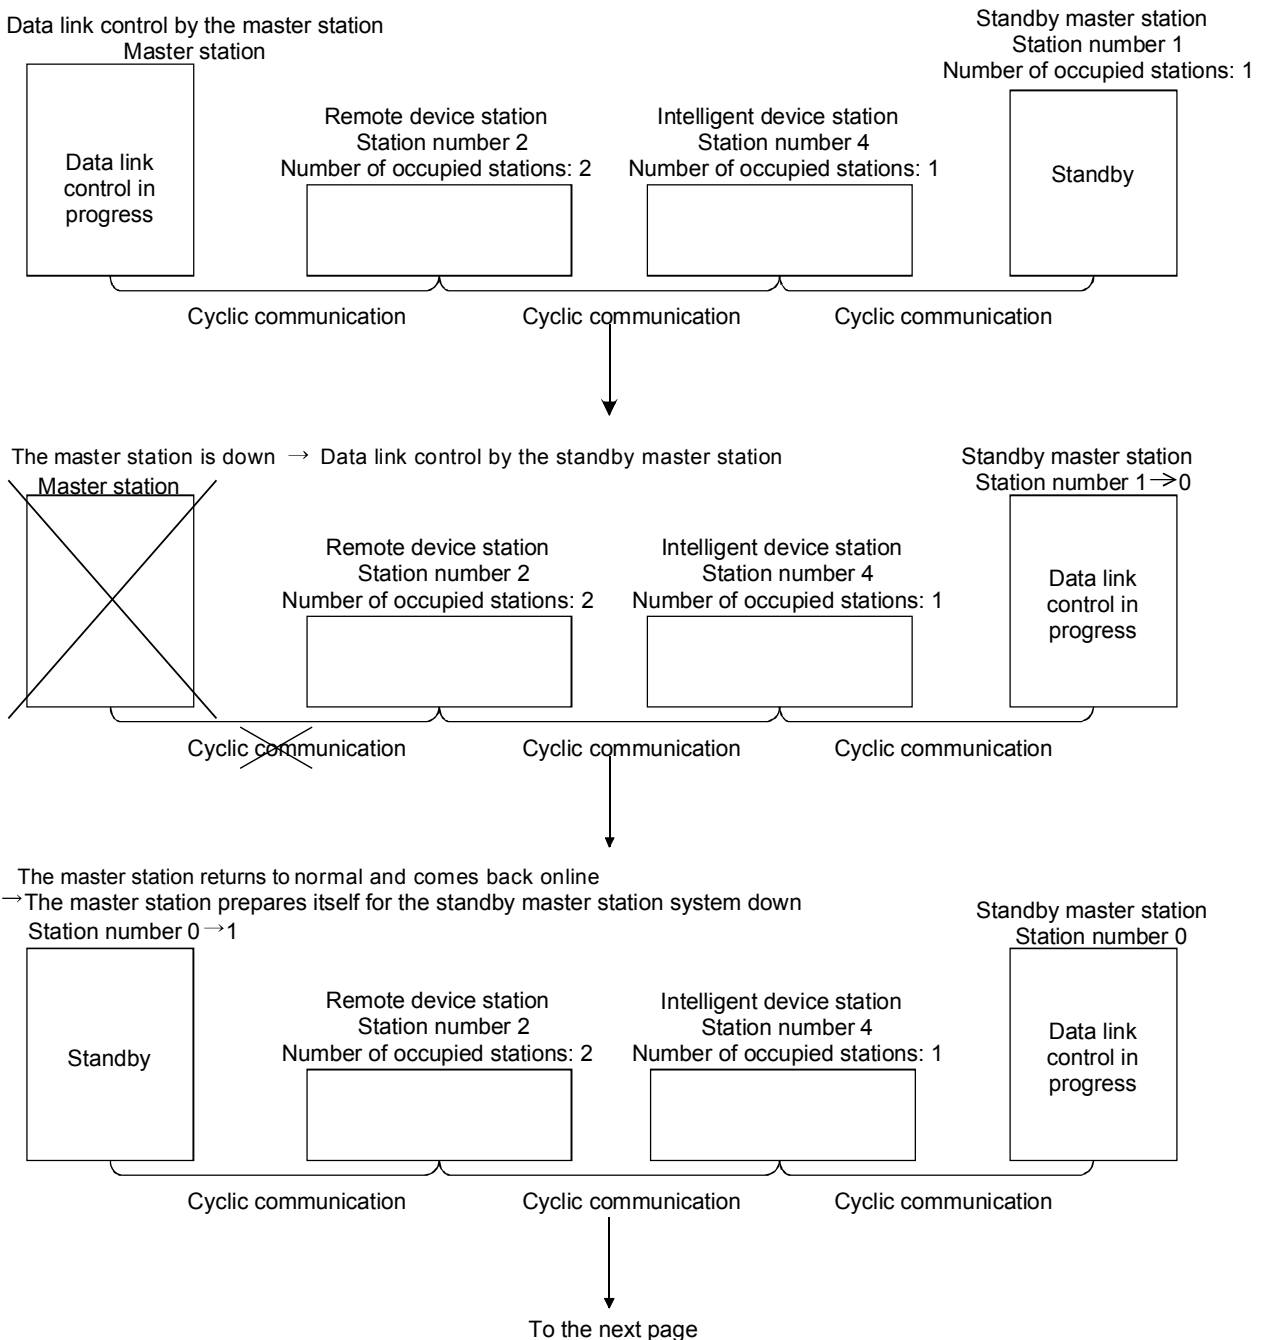 Data link control by the master station
Master station
Standby master station
Station number 1
Number of occupied stations: 1
Remote device station
Station number 2
Number of occupied stations: 2
Intelligent device station
Station number 4
Number of occupied stations: 1
Data link
control in
progress
Standby
Cyclic communication
Cyclic communication
Cyclic communication
The master station is down → Data link control by the standby master station
Master station
Standby master station
Station number 1→0
Remote device station
Station number 2
Number of occupied stations: 2
Intelligent device station
Station number 4
Number of occupied stations: 1
Data link
control in
progress
Cyclic communication
Cyclic communication
Cyclic communication
The master station returns to normal and comes back online
→The master station prepares itself for the standby master station system down
Station number 0→1
Standby master station
Station number 0
Remote device station
Station number 2
Number of occupied stations: 2
Intelligent device station
Station number 4
Number of occupied stations: 1
Standby
Data link
control in
progress
Cyclic communication
Cyclic communication
Cyclic communication
To the next page